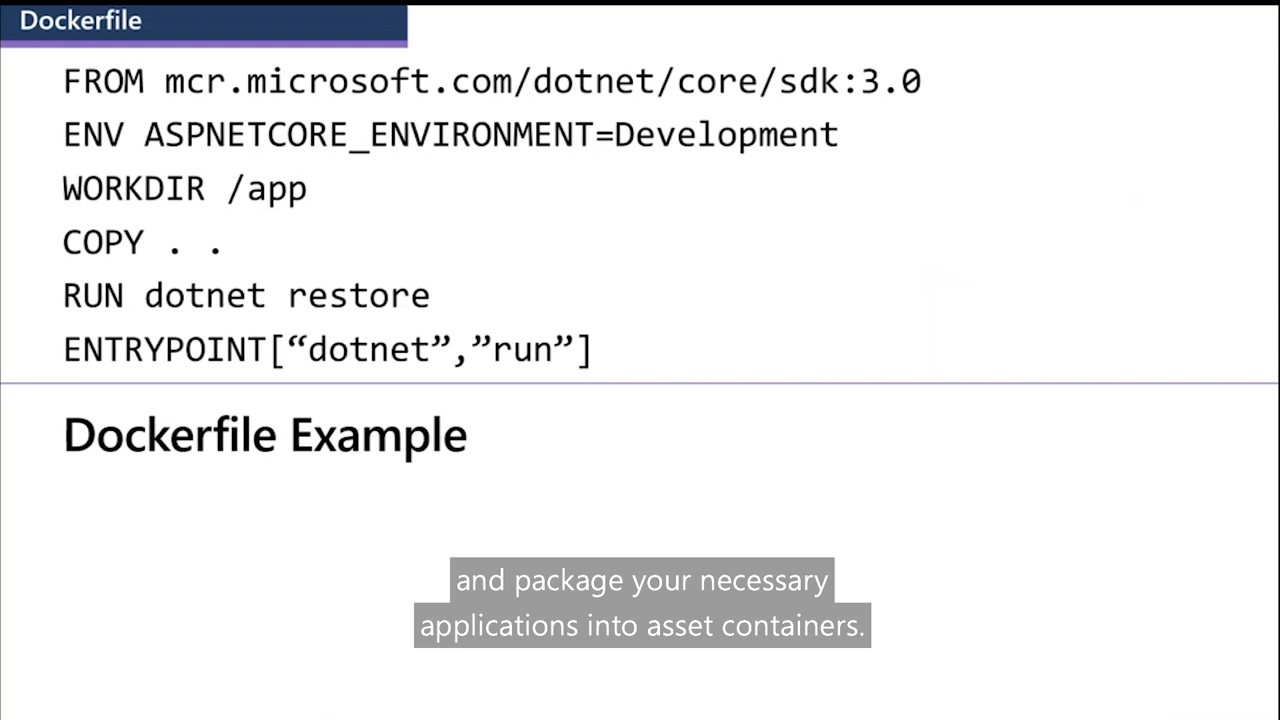 Dockerfile
FROM mcr.microsoft.com/dotnet/core/sdk:3.0
ENV ASPNETCORE_ENVIRONMENT=Development
WORKDIR /app
COPY . .
RUN dotnet restore
ENTRYPOINT[“dotnet”,”run”]
Dockerfile Example
and package your necessary
applications into asset containers.